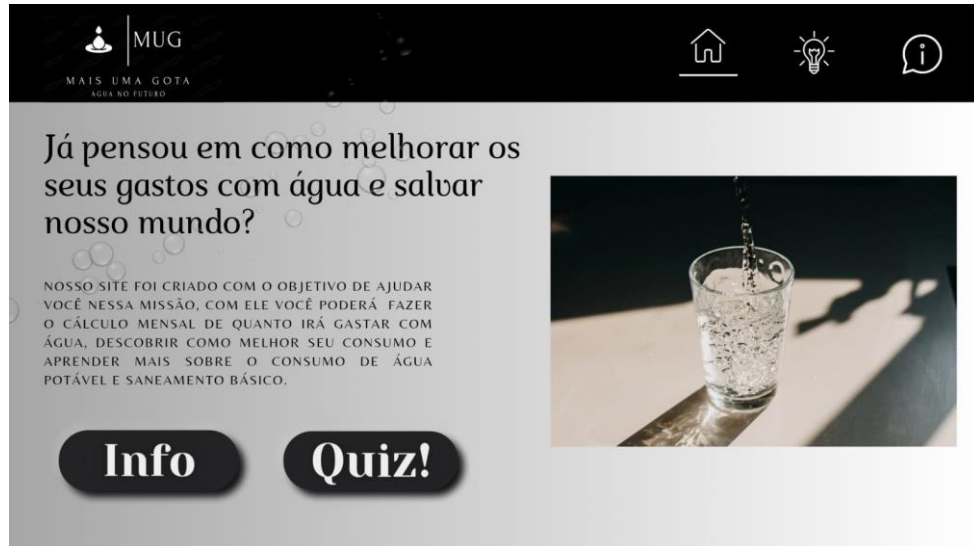 MUG
MAIS UMA GOTA
AGUA NO FUTURO
Já pensou em como melhorar os
seus gastos com água e salvar
nosso mundo?
NOSSO SITE FOI CRIADO COM O OBJETIVO DE AJUDAR
VOCÊ NESSA MISSÃO, COM ELE VOCÊ PODERÁ FAZER
O CÁLCULO MENSAL DE QUANTO IRÁ GASTAR COM
ÁGUA, DESCOBRIR COMO MELHOR SEU CONSUMO E
APRENDER MAIS SOBRE O CONSUMO DE ÁGUA
POTÁVEL E SANEAMENTO BÁSICO.
Info Quiz!